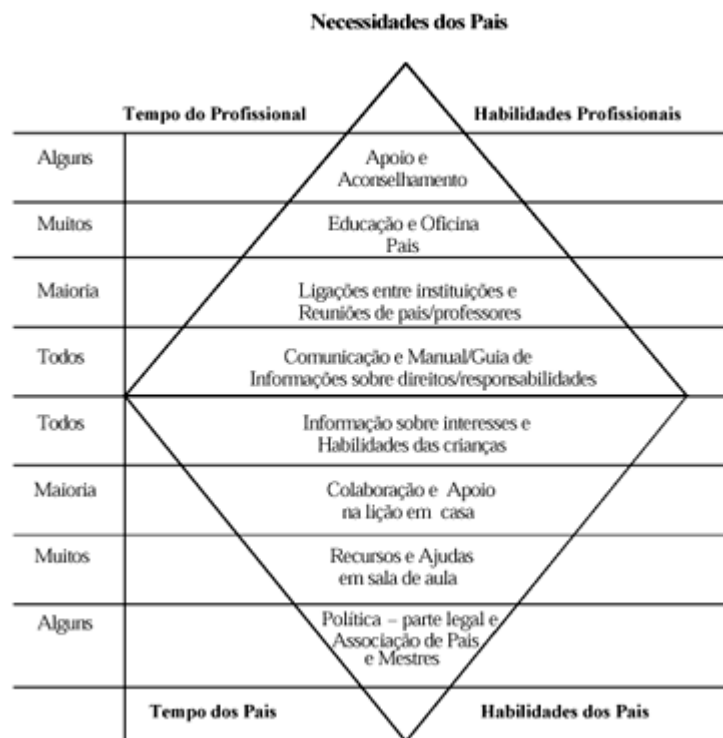 Necessidades dos Pais
Tempo do Profissional
Habilidades Profissionais
Alguns
Apoio e
Aconselhamento
Muitos
Educação e Oficina
Pais
Maioria
Ligações entre instituições e
Reuniões de pais/professores
Todos
Comunicação e Manual/Guia de
Informações sobre direitos/responsabilidades
Todos
Informação sobre interesses e
Habilidades das crianças
Maioria
Colaboração e Apoio
na lição em casa
Muitos
Recursos e Ajudas
em sala de aula
Alguns
Política – parte legal e
Associação de Pais
e Mestres
Tempo dos Pais
Habilidades dos Pais